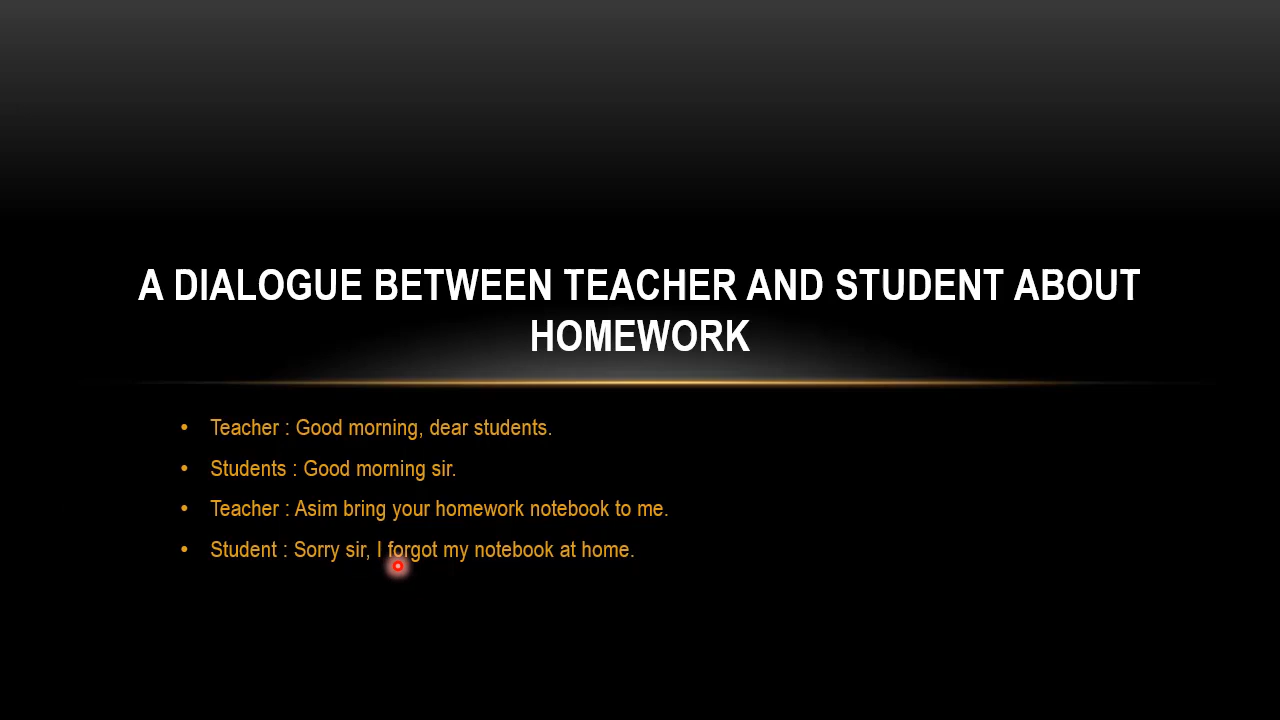 A DIALOGUE BETWEEN TEACHER AND STUDENT ABOUT
HOMEWORK
• Teacher : Good morning, dear students.
• Students : Good morning sir.
• Teacher : Asim bring your homework notebook to me.
• Student : Sorry sir, I forgot my notebook at home.